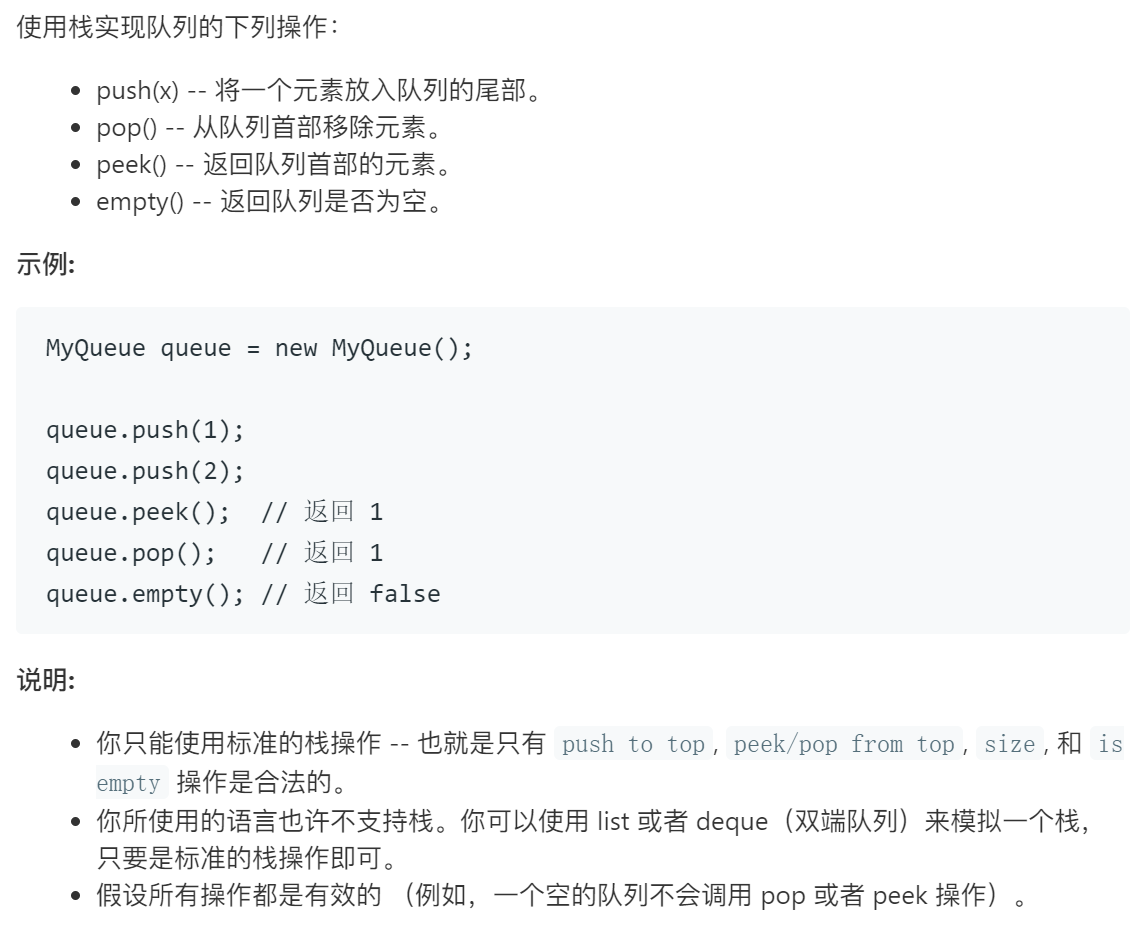 使用栈实现队列的下列操作：
push(x) -- 将一个元素放入队列的尾部。
pop() -- 从队列首部移除元素。
peek() -- 返回队列首部的元素。
empty() -- 返回队列是否为空。
示例:
MyQueue queue = new MyQueue();
queue.push(1);
queue.push(2);
queue.peek();  // 返回 1
queue.pop();   // 返回 1
queue.empty(); // 返回 false
说明:
你只能使用标准的栈操作 -- 也就是只有 push to top, peek/pop from top, size, 和 is
empty 操作是合法的。
你所使用的语言也许不支持栈。你可以使用 list 或者 deque（双端队列）来模拟一个栈，
只要是标准的栈操作即可。
假设所有操作都是有效的 （例如，一个空的队列不会调用 pop 或者 peek 操作）。